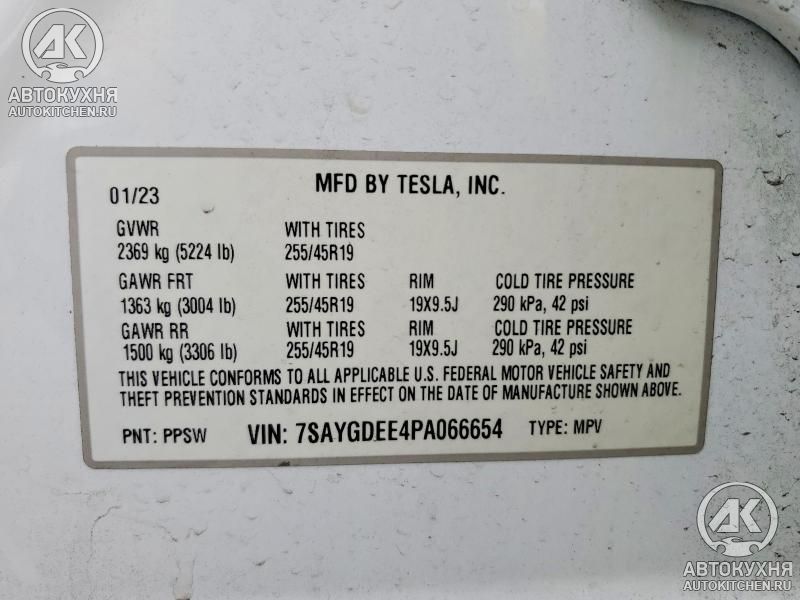 АК
АВТОКУХНЯ
AUTOKITCHEN.RU
01/23 MFD BY TESLA, INC.
GVWR WITH TIRES
2369 kg (5224 lb) 255/45R19
GAWR FRT WITH TIRES RIM COLD TIRE PRESSURE
1363 kg (3004 lb) 255/45R19 19X9.5J 290 kPa, 42 psi
GAWR RR WITH TIRES RIM COLD TIRE PRESSURE
1500 kg (3306 lb) 255/45R19 19X9.5J 290 kPa, 42 psi
THIS VEHICLE CONFORMS TO ALL APPLICABLE U.S. FEDERAL MOTOR VEHICLE SAFETY AND
THEFT PREVENTION STANDARDS IN EFFECT ON THE DATE OF MANUFACTURE SHOWN ABOVE.
PNT: PPSW VIN: 7SAYGDEE4PA066654 TYPE: MPV
АК
АВТОКУХНЯ
AUTOKITCHEN.RU